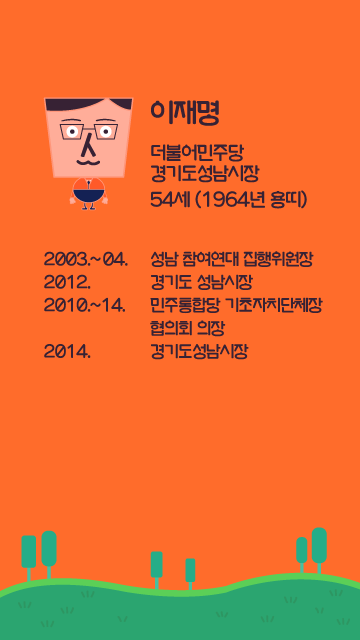 이재명
더불어민주당
경기도성남시장
54세 (1964년 용띠)
2003.~04. 성남 참여연대 집행위원장
2012. 경기도 성남시장
2010.~14. 민주통합당 기초자치단체장
협의회 의장
2014. 경기도성남시장